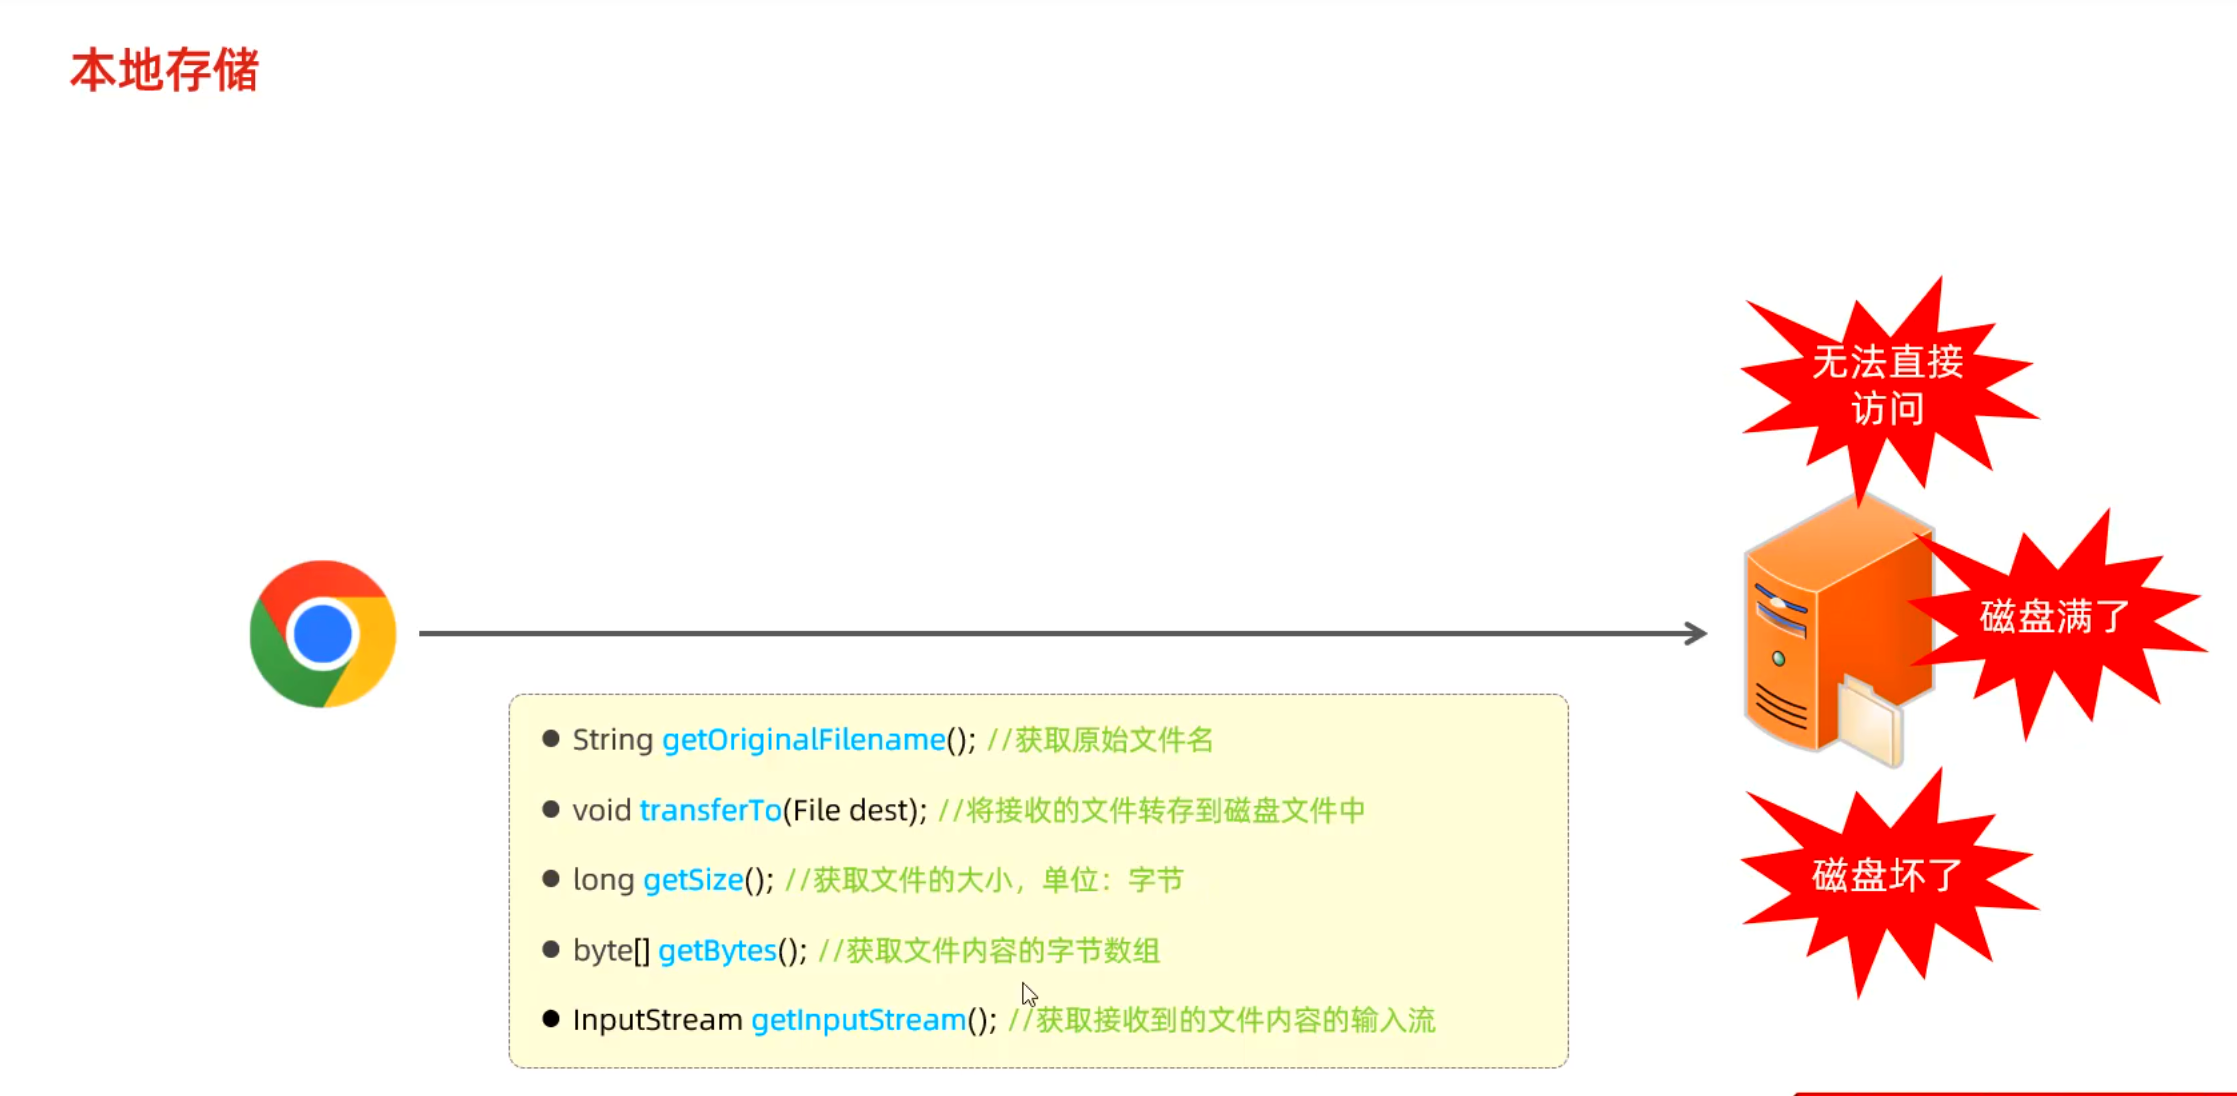 本地存储
无法直接
访问
磁盘满了
String getOriginalFilename(); //获取原始文件名
void transferTo(File dest); //将接收的文件转存到磁盘文件中
long getSize(); //获取文件的大小，单位：字节
byte[] getBytes(); //获取文件内容的字节数组
InputStream getInputStream(); //获取接收到的文件内容的输入流
磁盘坏了